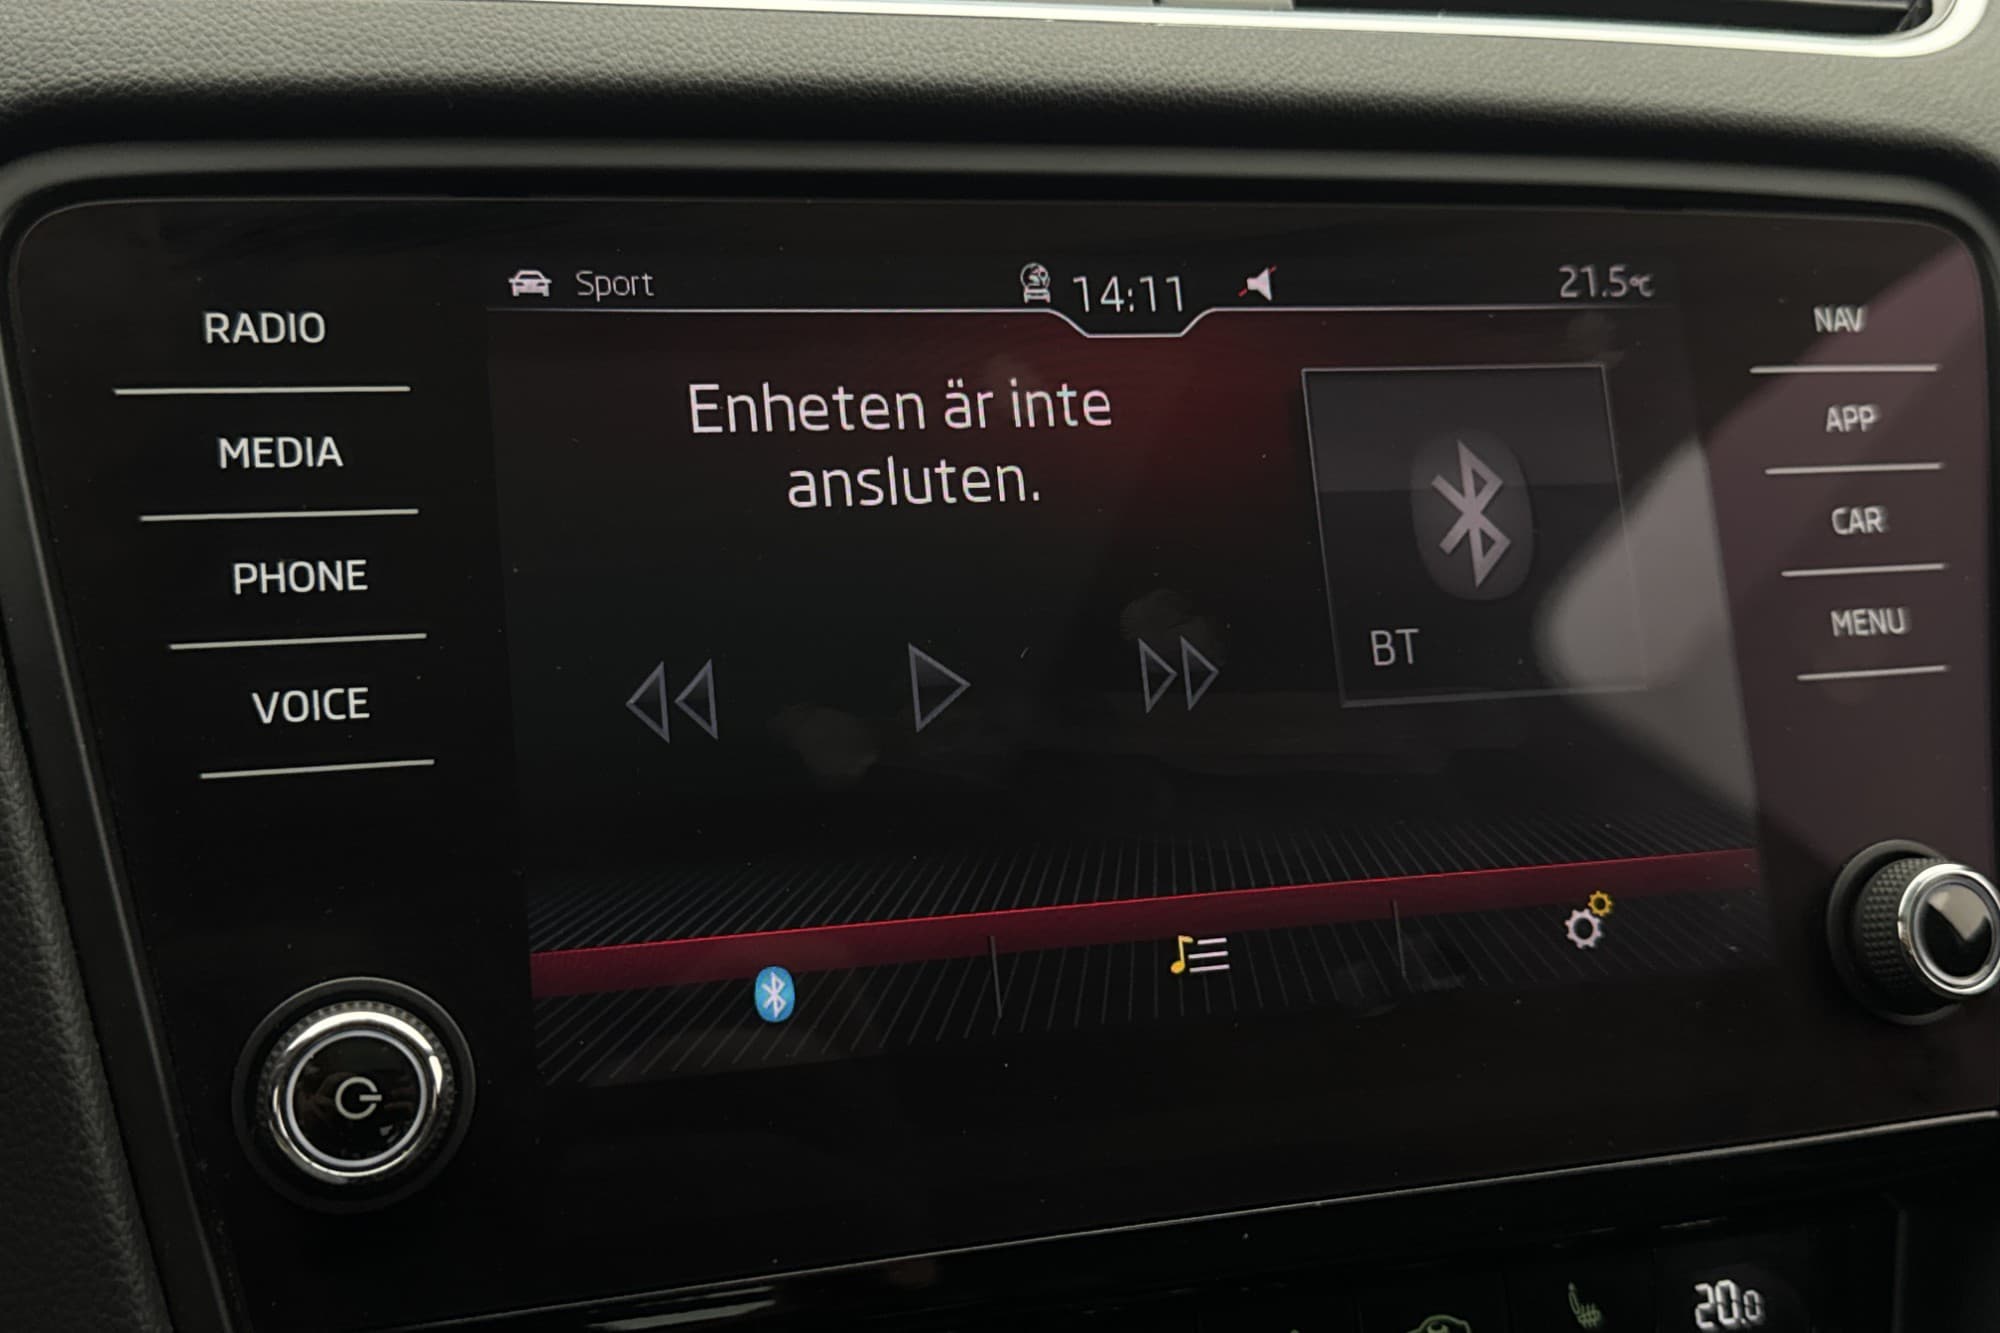 Sport
14:11
21.5°C
RADIO
MEDIA
PHONE
VOICE
Enheten är inte
ansluten.
BT
NAV
APP
CAR
MENU
20.0